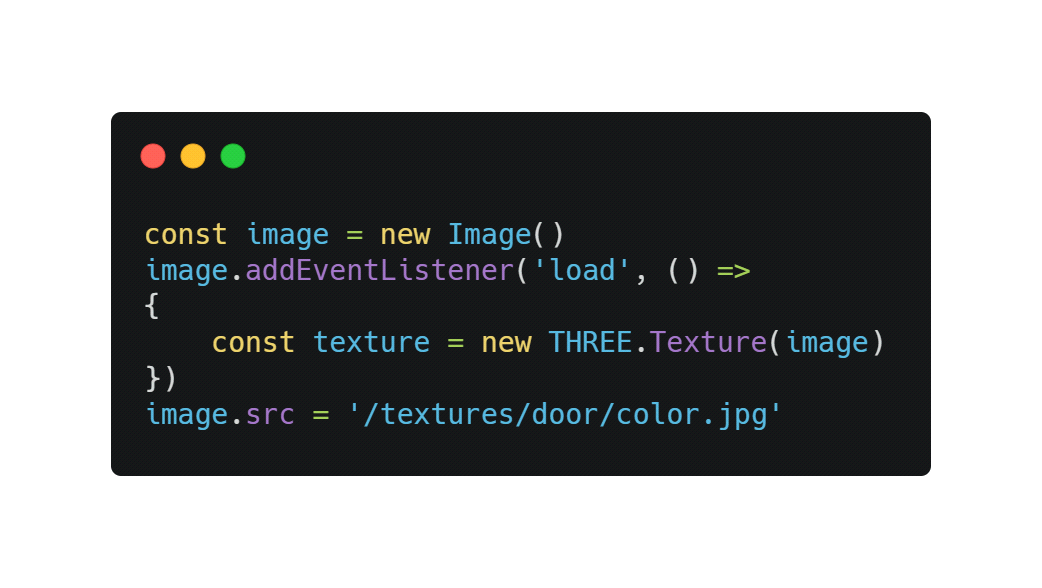 const image = new Image()
image.addEventListener('load', () =>
{
    const texture = new THREE.Texture(image)
})
image.src = '/textures/door/color.jpg'